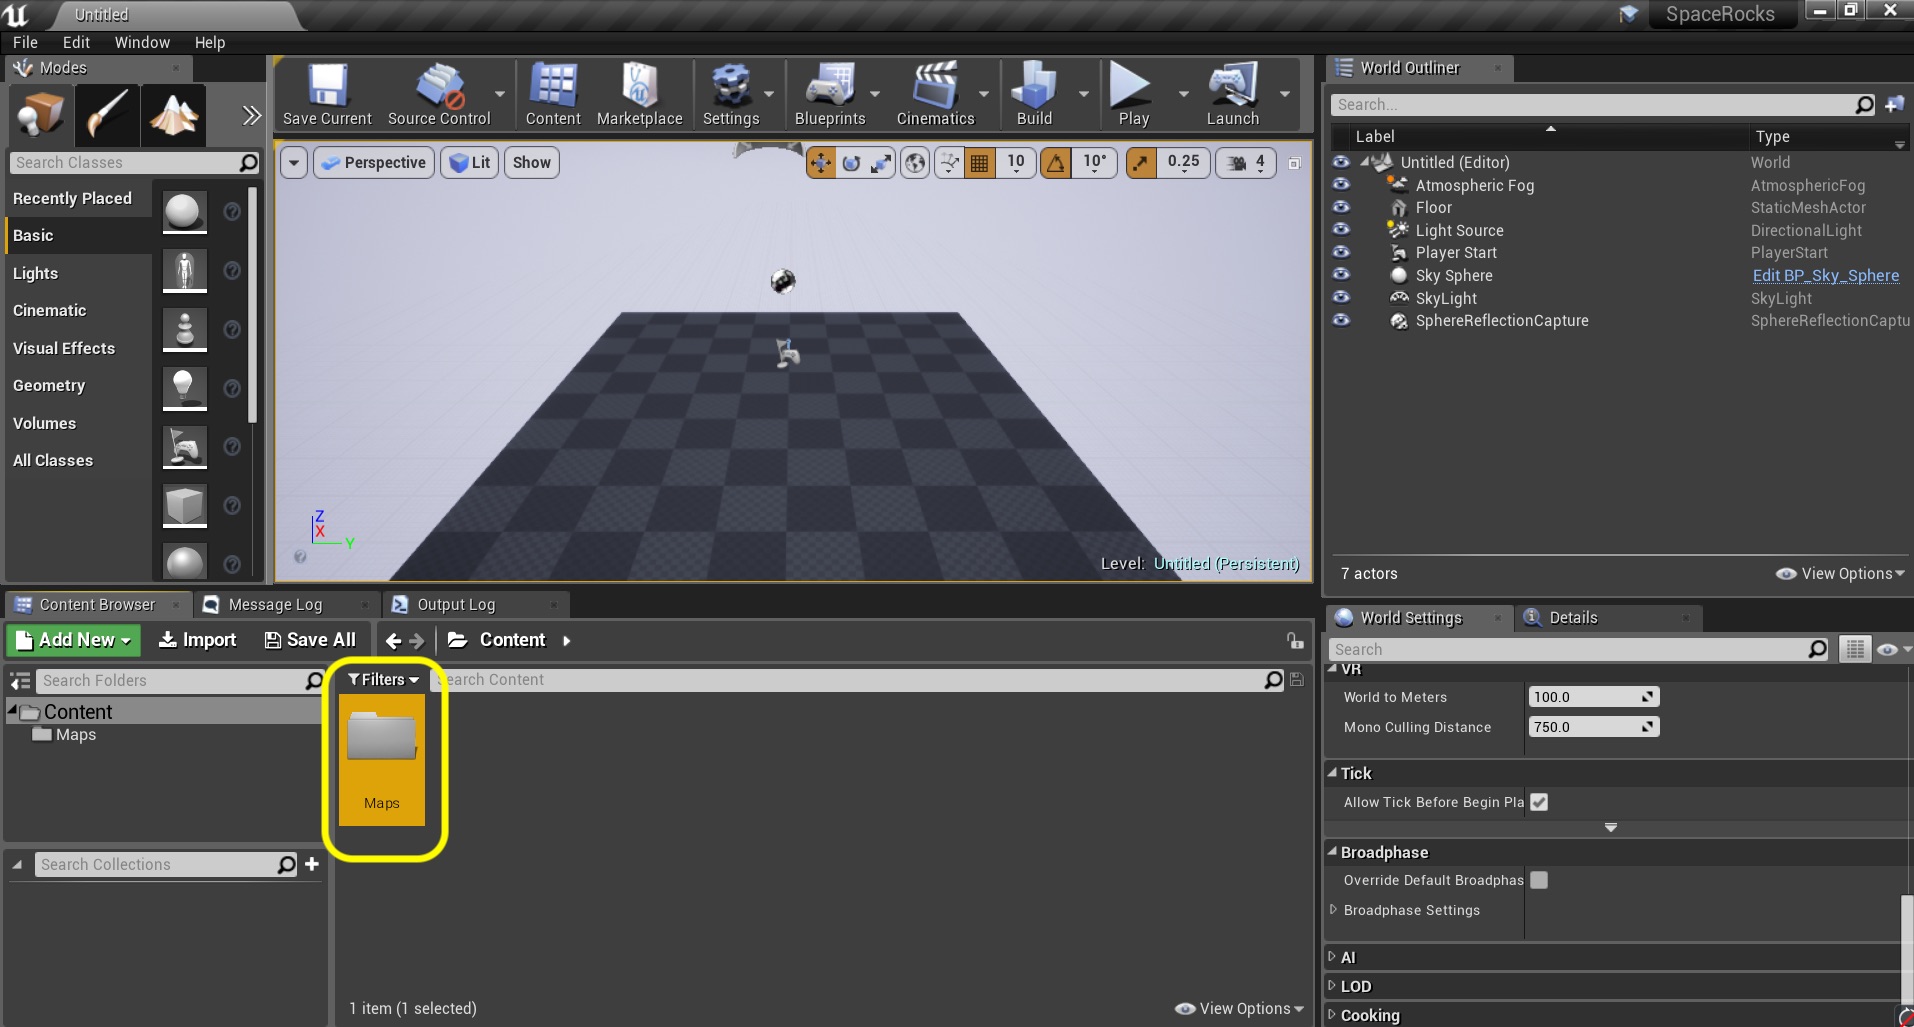 Untitled
SpaceRocks
File Edit Window Help
Modes
Search Classes
Recently Placed
Basic
Lights
Cinematic
Visual Effects
Geometry
Volumes
All Classes
Save Current Source Control Content Marketplace Settings Blueprints Cinematics Build Play Launch
Perspective Lit Show 10 10° 0.25 4
Z
X
Y
Level: Untitled (Persistent)
World Outliner
Search...
Label Type
Untitled (Editor) World
Atmospheric Fog AtmosphericFog
Floor StaticMeshActor
Light Source DirectionalLight
Player Start PlayerStart
Sky Sphere Edit BP_Sky_Sphere
SkyLight SkyLight
SphereReflectionCapture SphereReflectionCaptu
7 actors View Options
Content Browser Message Log Output Log
Add New Import Save All Content
Search Folders
Content
Maps
Search Collections
Filters
Search Content
Maps
1 item (1 selected) View Options
World Settings Details
Search
VR
World to Meters 100.0
Mono Culling Distance 750.0
Tick
Allow Tick Before Begin Pla
Broadphase
Override Default Broadphas
Broadphase Settings
AI
LOD
Cooking